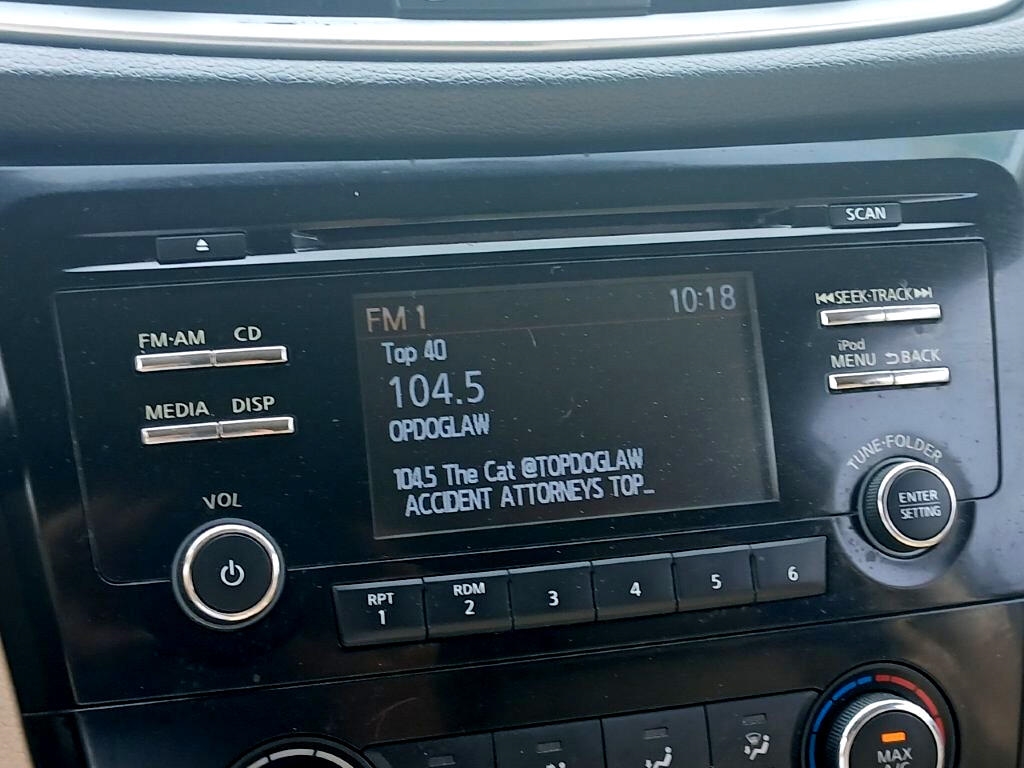 SCAN
FM·AM CD
MEDIA DISP
VOL
FM 1 10:18
Top 40
104.5
OPDOGLAW
104.5 The Cat @TOPDOGLAW
ACCIDENT ATTORNEYS TOP...
SEEK·TRACK
iPod
MENU BACK
TUNE·FOLDER
ENTER
SETTING
RPT RDM
1 2 3 4 5 6
MAX
A/C